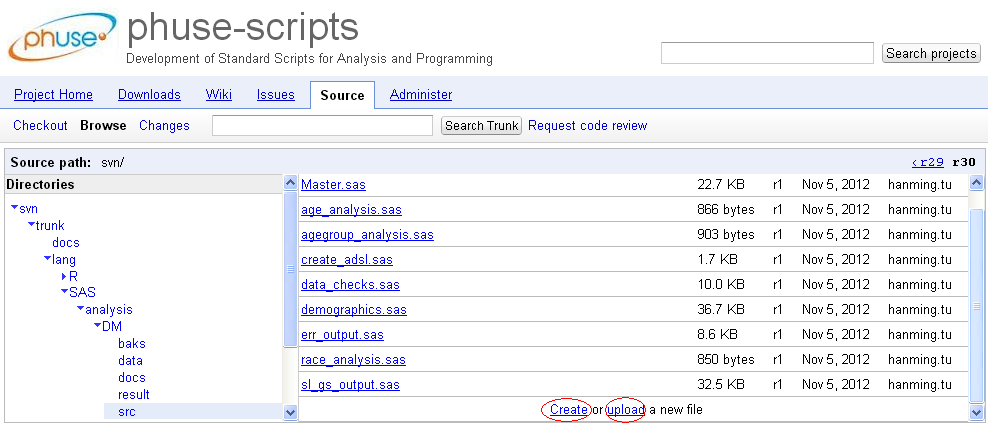 phuse
phuse-scripts
Development of Standard Scripts for Analysis and Programming
Search projects
Project Home Downloads Wiki Issues Source Administer
Checkout Browse Changes Search Trunk Request code review
Source path: svn/ ‹r29 r30
Directories
svn
trunk
docs
lang
R
SAS
analysis
DM
baks
data
docs
result
src
Master.sas 22.7 KB r1 Nov 5, 2012 hanming.tu
age_analysis.sas 866 bytes r1 Nov 5, 2012 hanming.tu
agegroup_analysis.sas 903 bytes r1 Nov 5, 2012 hanming.tu
create_adsl.sas 1.7 KB r1 Nov 5, 2012 hanming.tu
data_checks.sas 10.0 KB r1 Nov 5, 2012 hanming.tu
demographics.sas 36.7 KB r1 Nov 5, 2012 hanming.tu
err_output.sas 8.6 KB r1 Nov 5, 2012 hanming.tu
race_analysis.sas 850 bytes r1 Nov 5, 2012 hanming.tu
sl_gs_output.sas 32.5 KB r1 Nov 5, 2012 hanming.tu
Create or upload a new file